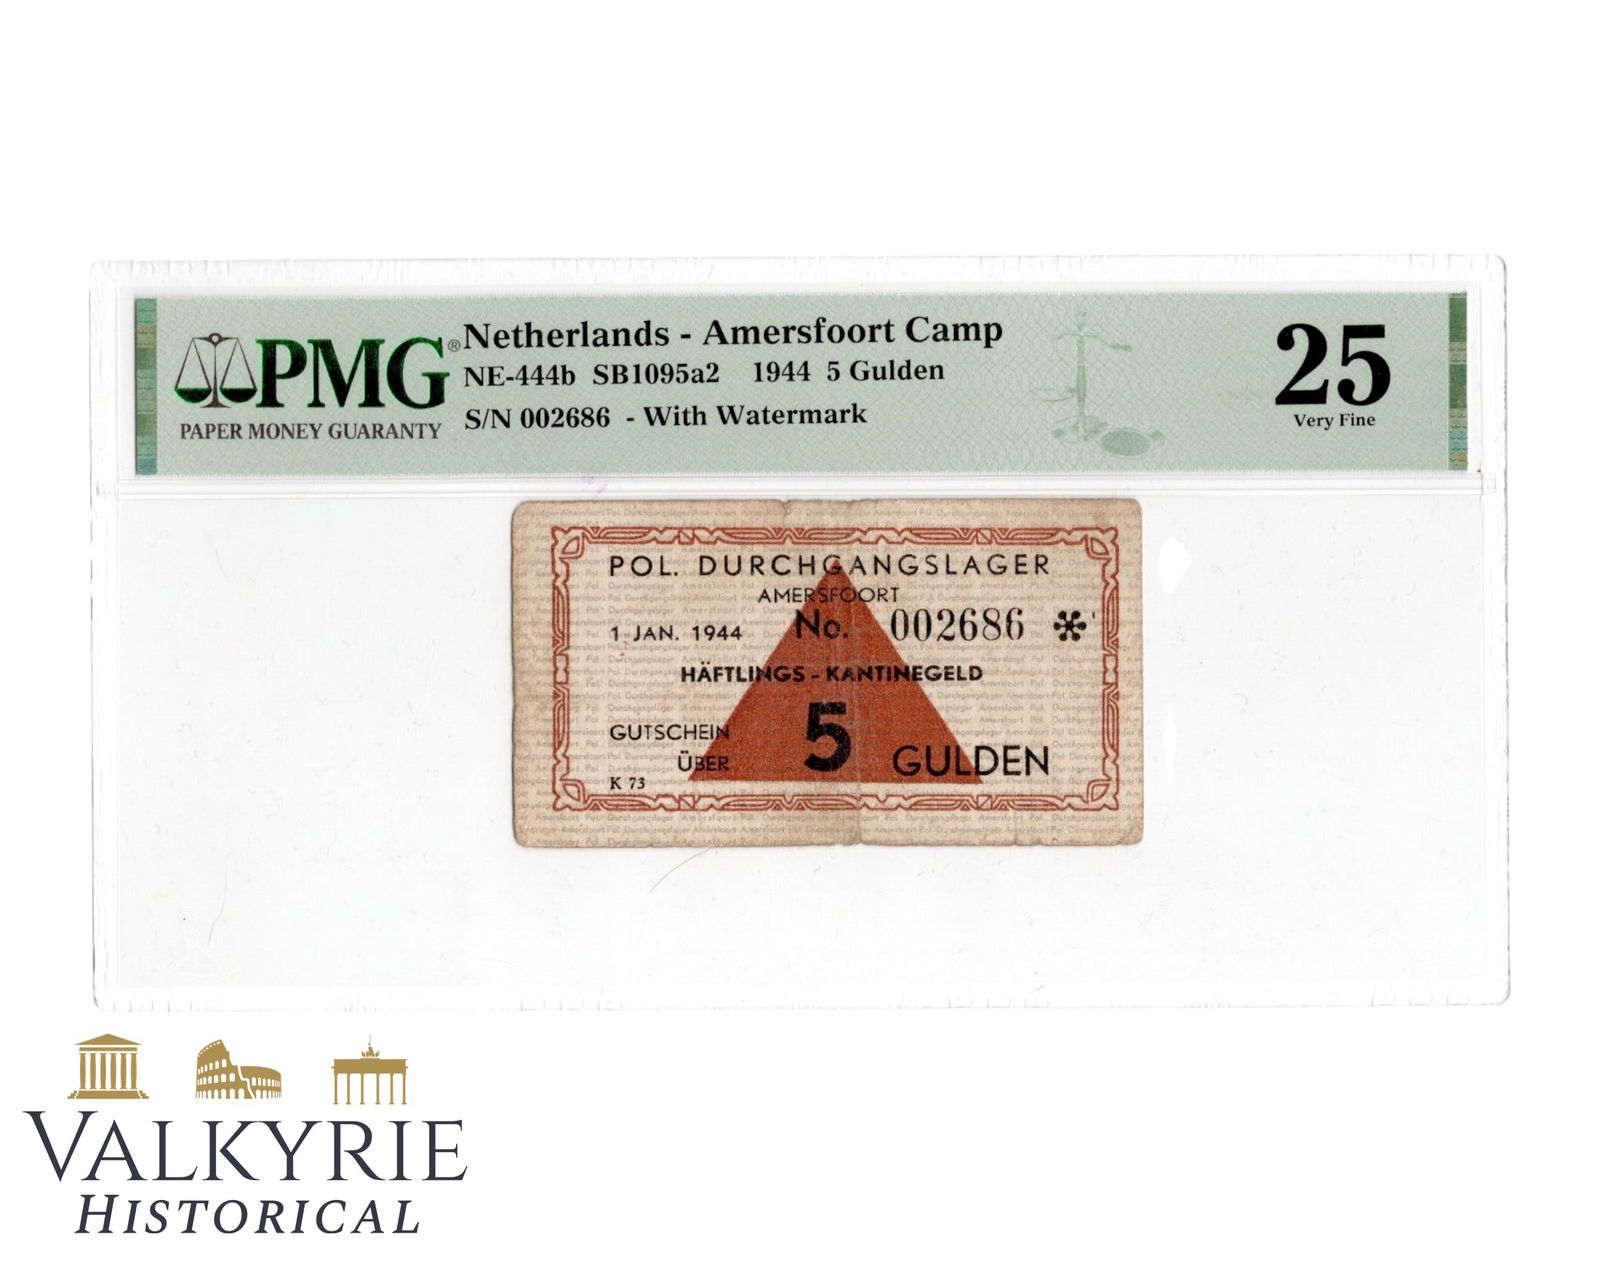 PMG®
PAPER MONEY GUARANTY
Netherlands - Amersfoort Camp
NE-444b SB1095a2 1944 5 Gulden
S/N 002686 - With Watermark
25
Very Fine
POL. DURCHGANGSLAGER
AMERSFOORT
1 JAN. 1944 No. 002686 *
HÄFTLINGS - KANTINEGELD
GUTSCHEIN
ÜBER 5 GULDEN
K 73
VALKYRIE
HISTORICAL